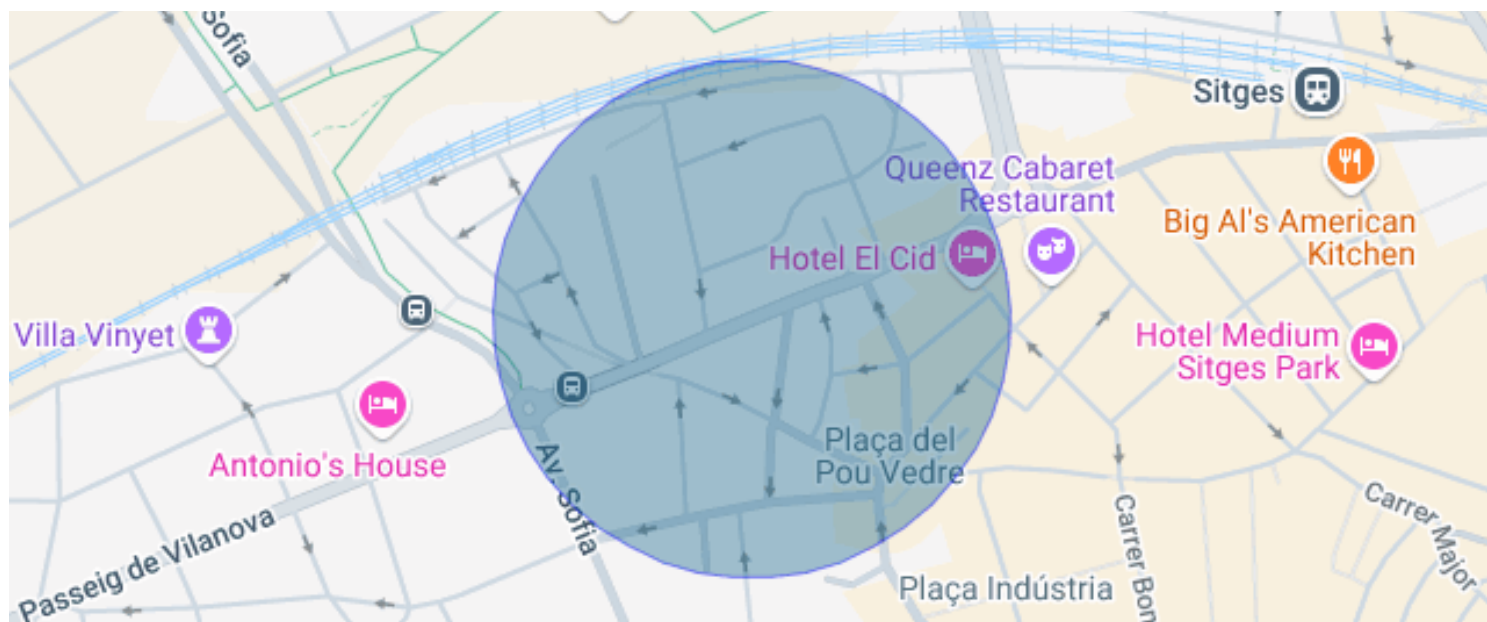 Sofia
Sitges
Queenz Cabaret
Restaurant
Big Al's American
Kitchen
Hotel El Cid
Villa Vinyet
Hotel Medium
Sitges Park
Antonio's House
Plaça del
Pou Vedre
Av. Sofia
Passeig de Vilanova
Carrer Bon
Carrer Major
Plaça Indústria